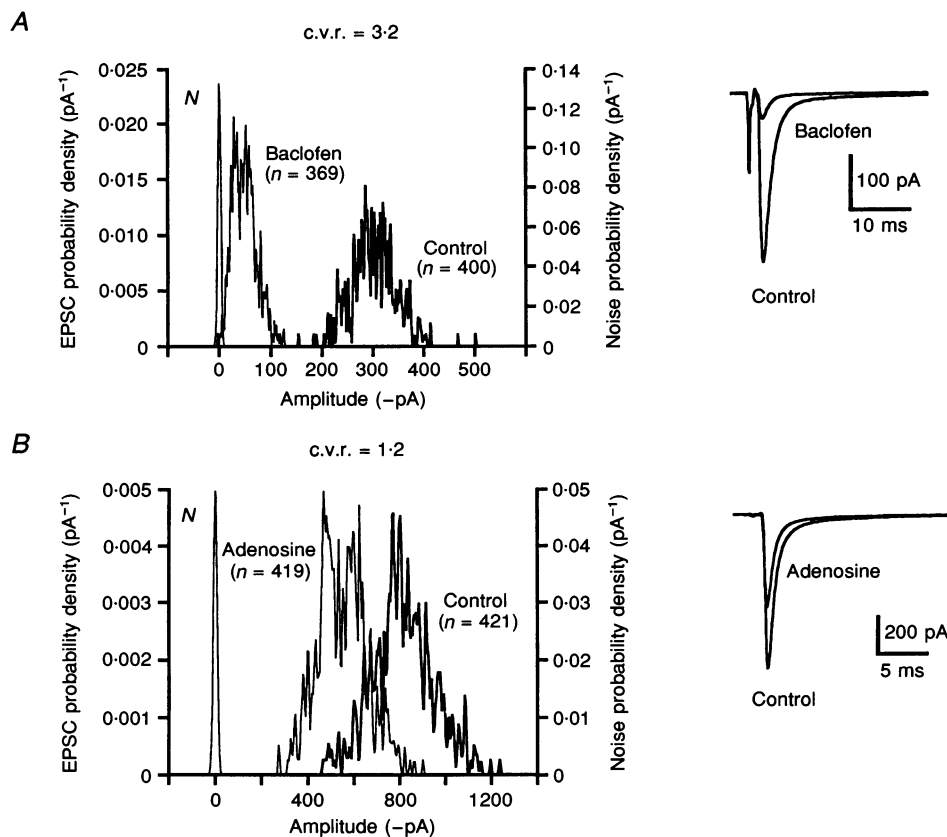 A
c.v.r. = 3·2
0·025
0·020
0·015
0·010
0·005
0
EPSC probability density (pA⁻¹)
N
Baclofen
(n = 369)
Control
(n = 400)
0·14
0·12
0·10
0·08
0·06
0·04
0·02
0
Noise probability density (pA⁻¹)
0 100 200 300 400 500
Amplitude (−pA)
Baclofen
100 pA
10 ms
Control
B
c.v.r. = 1·2
0·005
0·004
0·003
0·002
0·001
0
EPSC probability density (pA⁻¹)
N
Adenosine
(n = 419)
Control
(n = 421)
0·05
0·04
0·03
0·02
0·01
0
Noise probability density (pA⁻¹)
0 400 800 1200
Amplitude (−pA)
Adenosine
200 pA
5 ms
Control